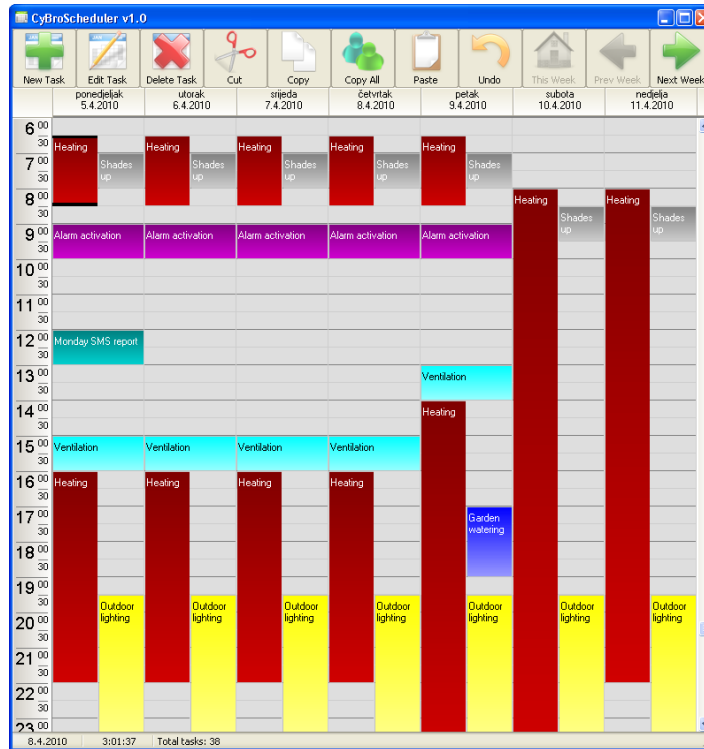 CyBroScheduler v1.0
New Task Edit Task Delete Task Cut Copy Copy All Paste Undo This Week Prev Week Next Week
ponedjeljak utorak srijeda četvrtak petak subota nedjelja
5.4.2010 6.4.2010 7.4.2010 8.4.2010 9.4.2010 10.4.2010 11.4.2010
6 00
30 Heating Heating Heating Heating Heating
7 00 Shades Shades Shades Shades Shades
30 up up up up up
8 00 Heating Heating
30 Shades Shades
up up
9 00 Alarm activation Alarm activation Alarm activation Alarm activation Alarm activation
30
10 00
30
11 00
30
12 00 Monday SMS report
30
13 00 Ventilation
30
14 00 Heating
30
15 00 Ventilation Ventilation Ventilation Ventilation
30
16 00 Heating Heating Heating Heating
30
17 00 Garden
30 watering
18 00
30
19 00
30 Outdoor Outdoor Outdoor Outdoor Outdoor Outdoor Outdoor
20 00 lighting lighting lighting lighting lighting lighting lighting
30
21 00
30
22 00
30
23 00
8.4.2010 3:01:37 Total tasks: 38